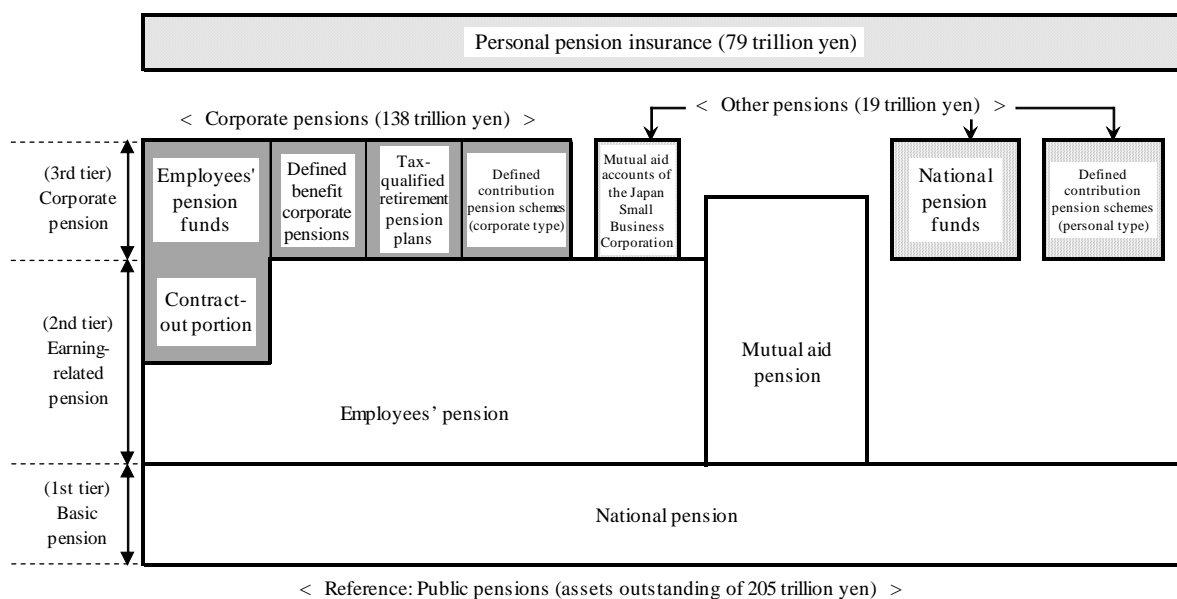 Personal pension insurance (79 trillion yen)
< Corporate pensions (138 trillion yen) >
< Other pensions (19 trillion yen) >
(3rd tier)
Corporate
pension
Employees'
pension
funds
Defined
benefit
corporate
pensions
Tax-
qualified
retirement
pension
plans
Defined
contribution
pension schemes
(corporate type)
Mutual aid
accounts of
the Japan
Small
Business
Corporation
National
pension
funds
Defined
contribution
pension schemes
(personal type)
(2nd tier)
Earning-
related
pension
Contract-
out portion
Employees’ pension
Mutual aid
pension
(1st tier)
Basic
pension
National pension
< Reference: Public pensions (assets outstanding of 205 trillion yen) >